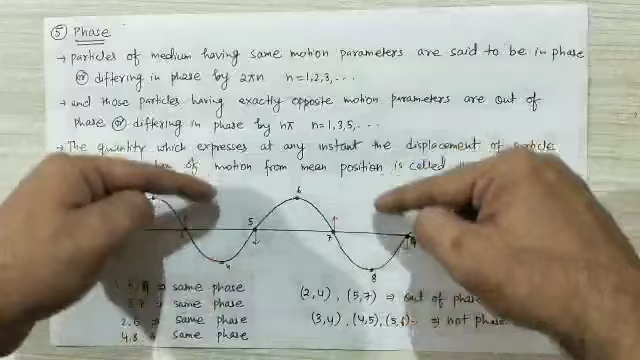 ⑤ Phase
→ particles of medium having same motion parameters are said to be in phase
or differing in phase by 2πn n=1,2,3,...
→ and those particles having exactly opposite motion parameters are out of
phase or differing in phase by nπ n=1,3,5,...
→ The quantity which expresses at any instant the displacement of particle
of motion from mean position is called
6
5
7
4
8
same phase
7 ⇒ same phase
2,6 ⇒ same phase
4,8 ⇒ same phase
(2,4), (5,7) ⇒ out of phase
(3,4), (4,5), (5,6) ⇒ not phase